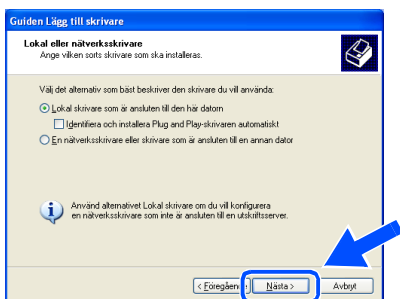 Guiden Lägg till skrivare
Lokal eller nätverksskrivare
Ange vilken sorts skrivare som ska installeras.
Välj det alternativ som bäst beskriver den skrivare du vill använda:
Lokal skrivare som är ansluten till den här datorn
Identifiera och installera Plug and Play-skrivaren automatiskt
En nätverksskrivare eller skrivare som är ansluten till en annan dator
Använd alternativet Lokal skrivare om du vill konfigurera
en nätverksskrivare som inte är ansluten till en utskriftsserver.
< Föregående Nästa > Avbryt